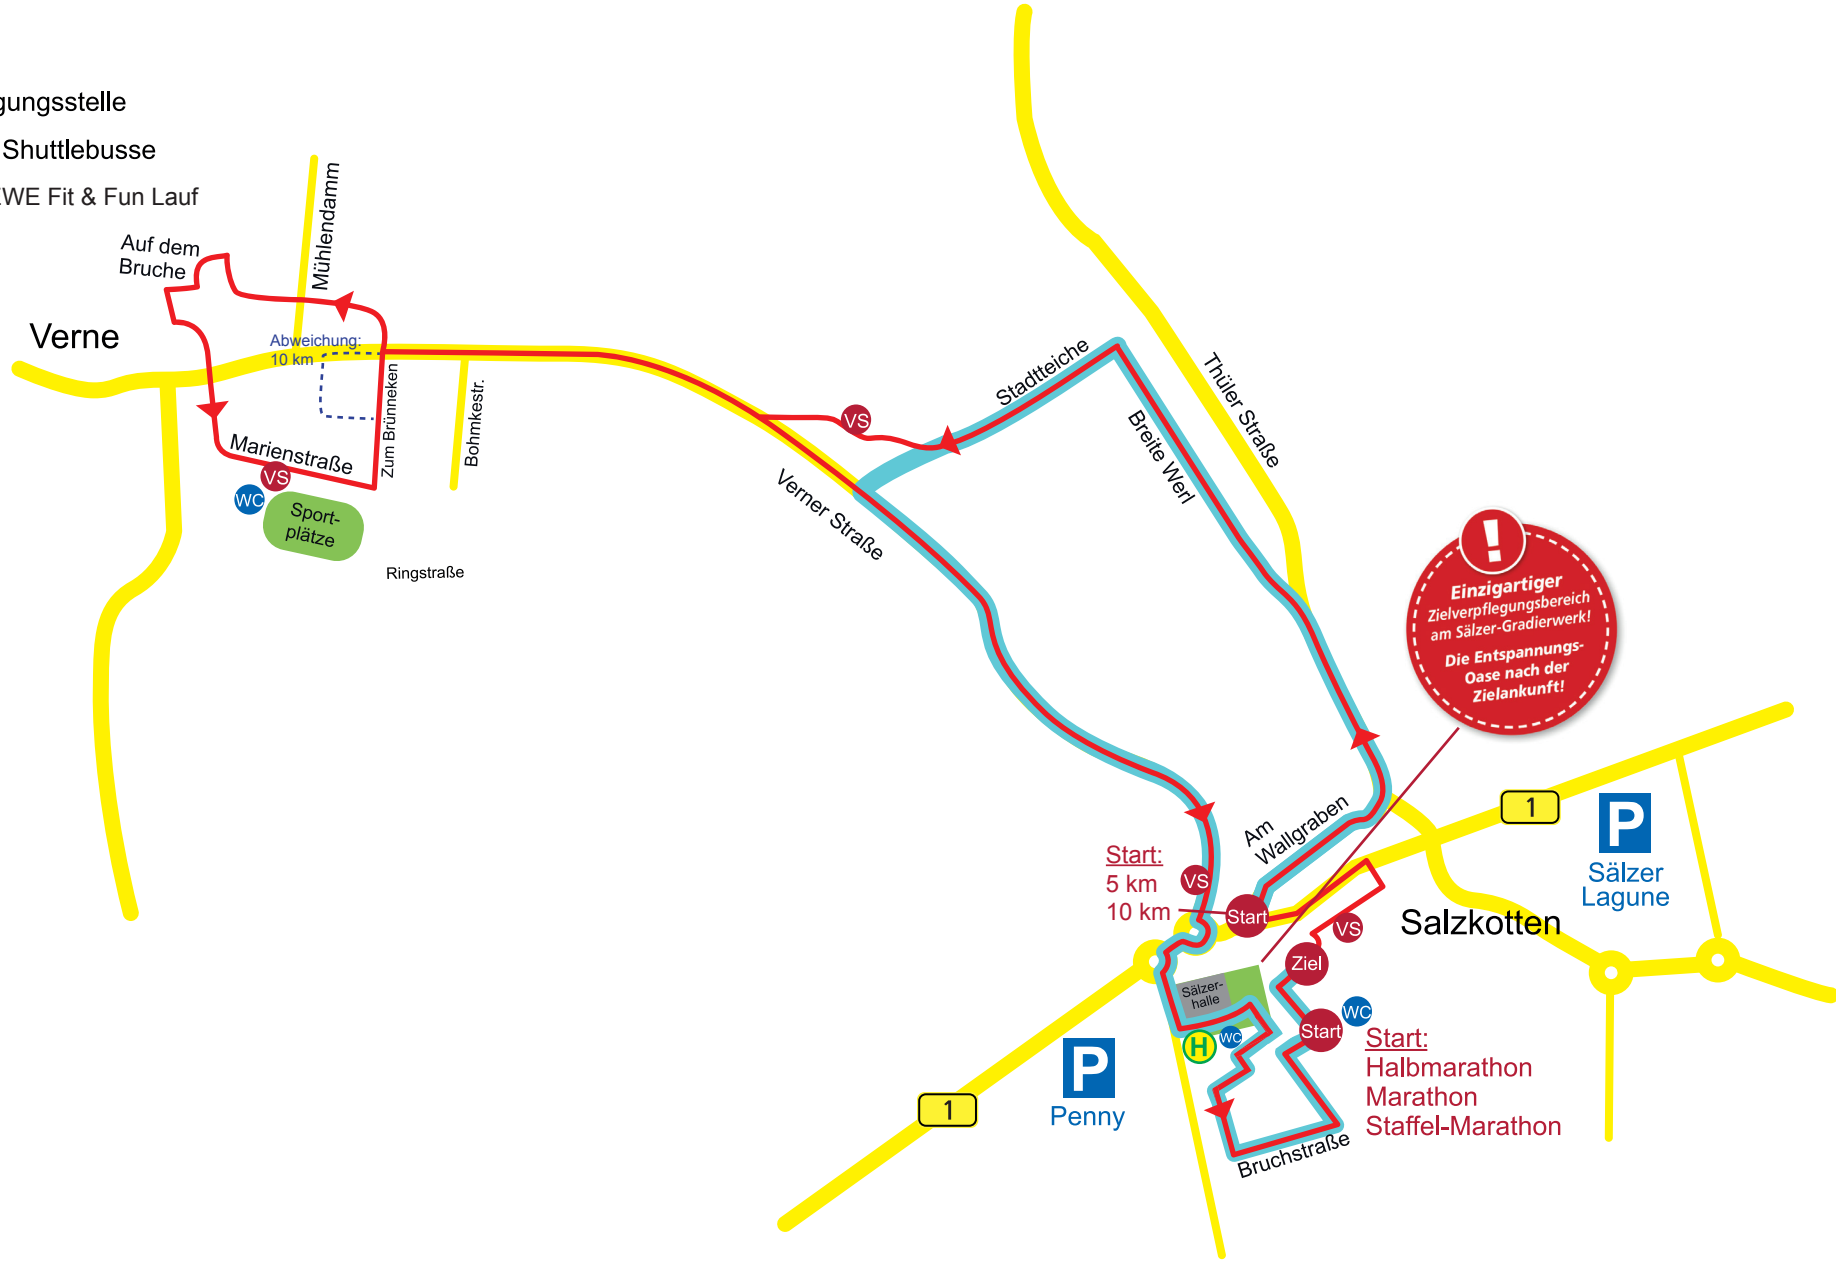 gungsstelle
Shuttlebusse
WE Fit & Fun Lauf
Auf dem
Bruche
Mühlendamm
Verne
Abweichung:
10 km
Zum Brünneken
Bohmkestr.
Marienstraße
VS
WC
Sport-
plätze
Ringstraße
VS
Stadtteiche
Verner Straße
Breite Werl
Thüler Straße
!
Einzigartiger
Zielverpflegungsbereich
am Sälzer-Gradierwerk!
Die Entspannungs-
Oase nach der
Zielankunft!
1
P
Sälzer
Lagune
Am
Wallgraben
Start:
5 km
10 km
VS
Start
Salzkotten
VS
Ziel
Sälzer-
halle
H
WC
Start
WC
Start:
Halbmarathon
Marathon
Staffel-Marathon
P
Penny
1
Bruchstraße